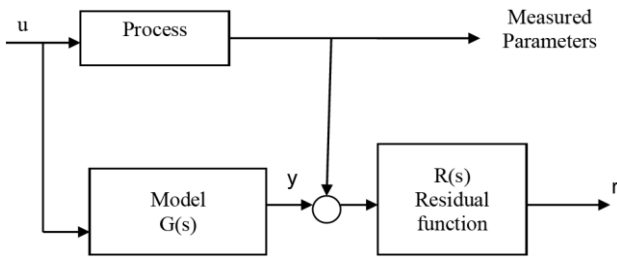 u
Process
Measured
Parameters
Model
G(s)
y
R(s)
Residual
function
r